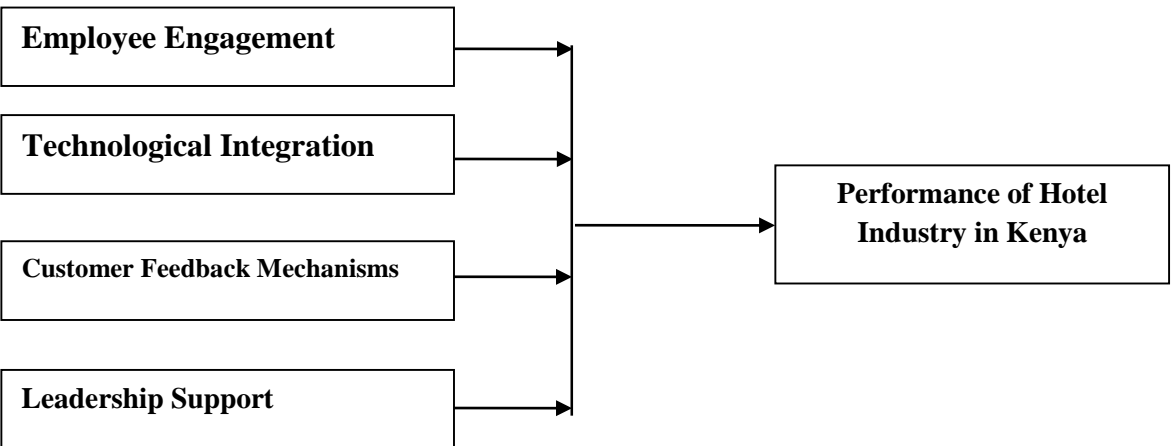 Employee Engagement
Technological Integration
Customer Feedback Mechanisms
Leadership Support
Performance of Hotel
Industry in Kenya